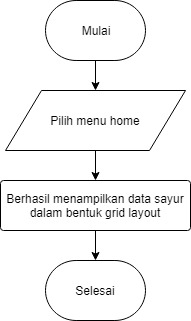 Mulai
Pilih menu home
Berhasil menampilkan data sayur
dalam bentuk grid layout
Selesai